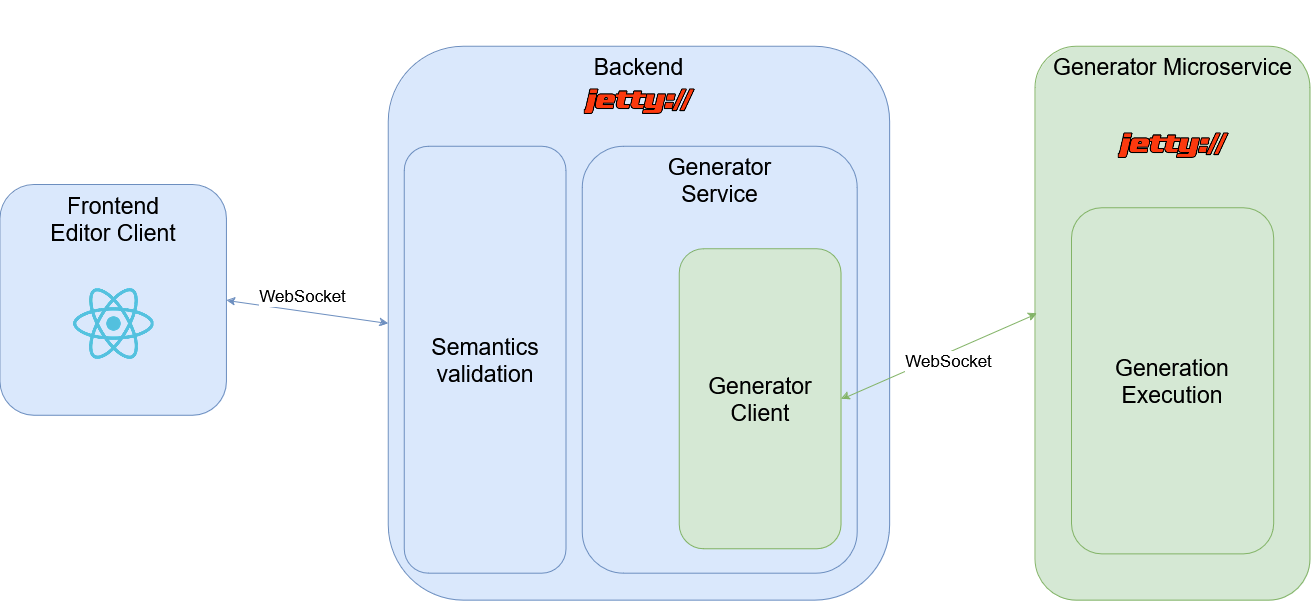 Frontend
Editor Client
WebSocket
Backend
jetty://
Semantics
validation
Generator
Service
Generator
Client
WebSocket
Generator Microservice
jetty://
Generation
Execution